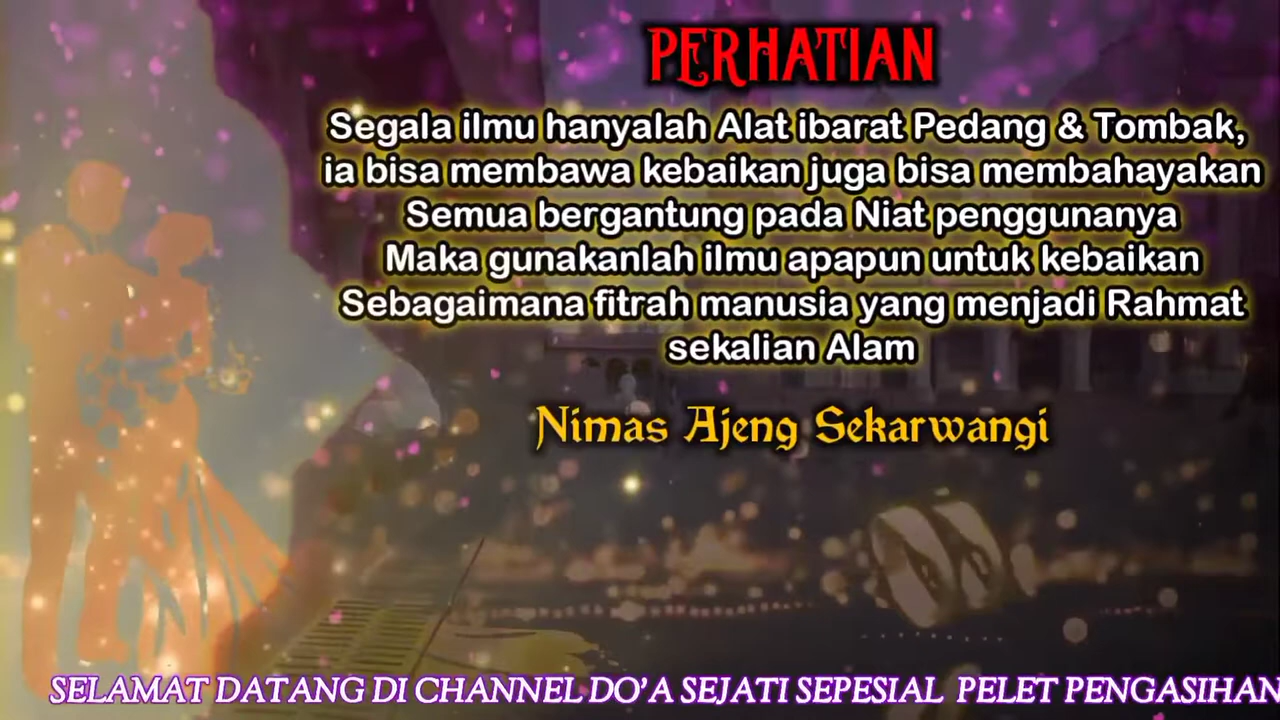 PERHATIAN
Segala ilmu hanyalah Alat ibarat Pedang & Tombak,
ia bisa membawa kebaikan juga bisa membahayakan
Semua bergantung pada Niat penggunanya
Maka gunakanlah ilmu apapun untuk kebaikan
Sebagaimana fitrah manusia yang menjadi Rahmat
sekalian Alam
Nimas Ajeng Sekarwangi
SELAMAT DATANG DI CHANNEL DO'A SEJATI SEPESIAL PELET PENGASIHAN